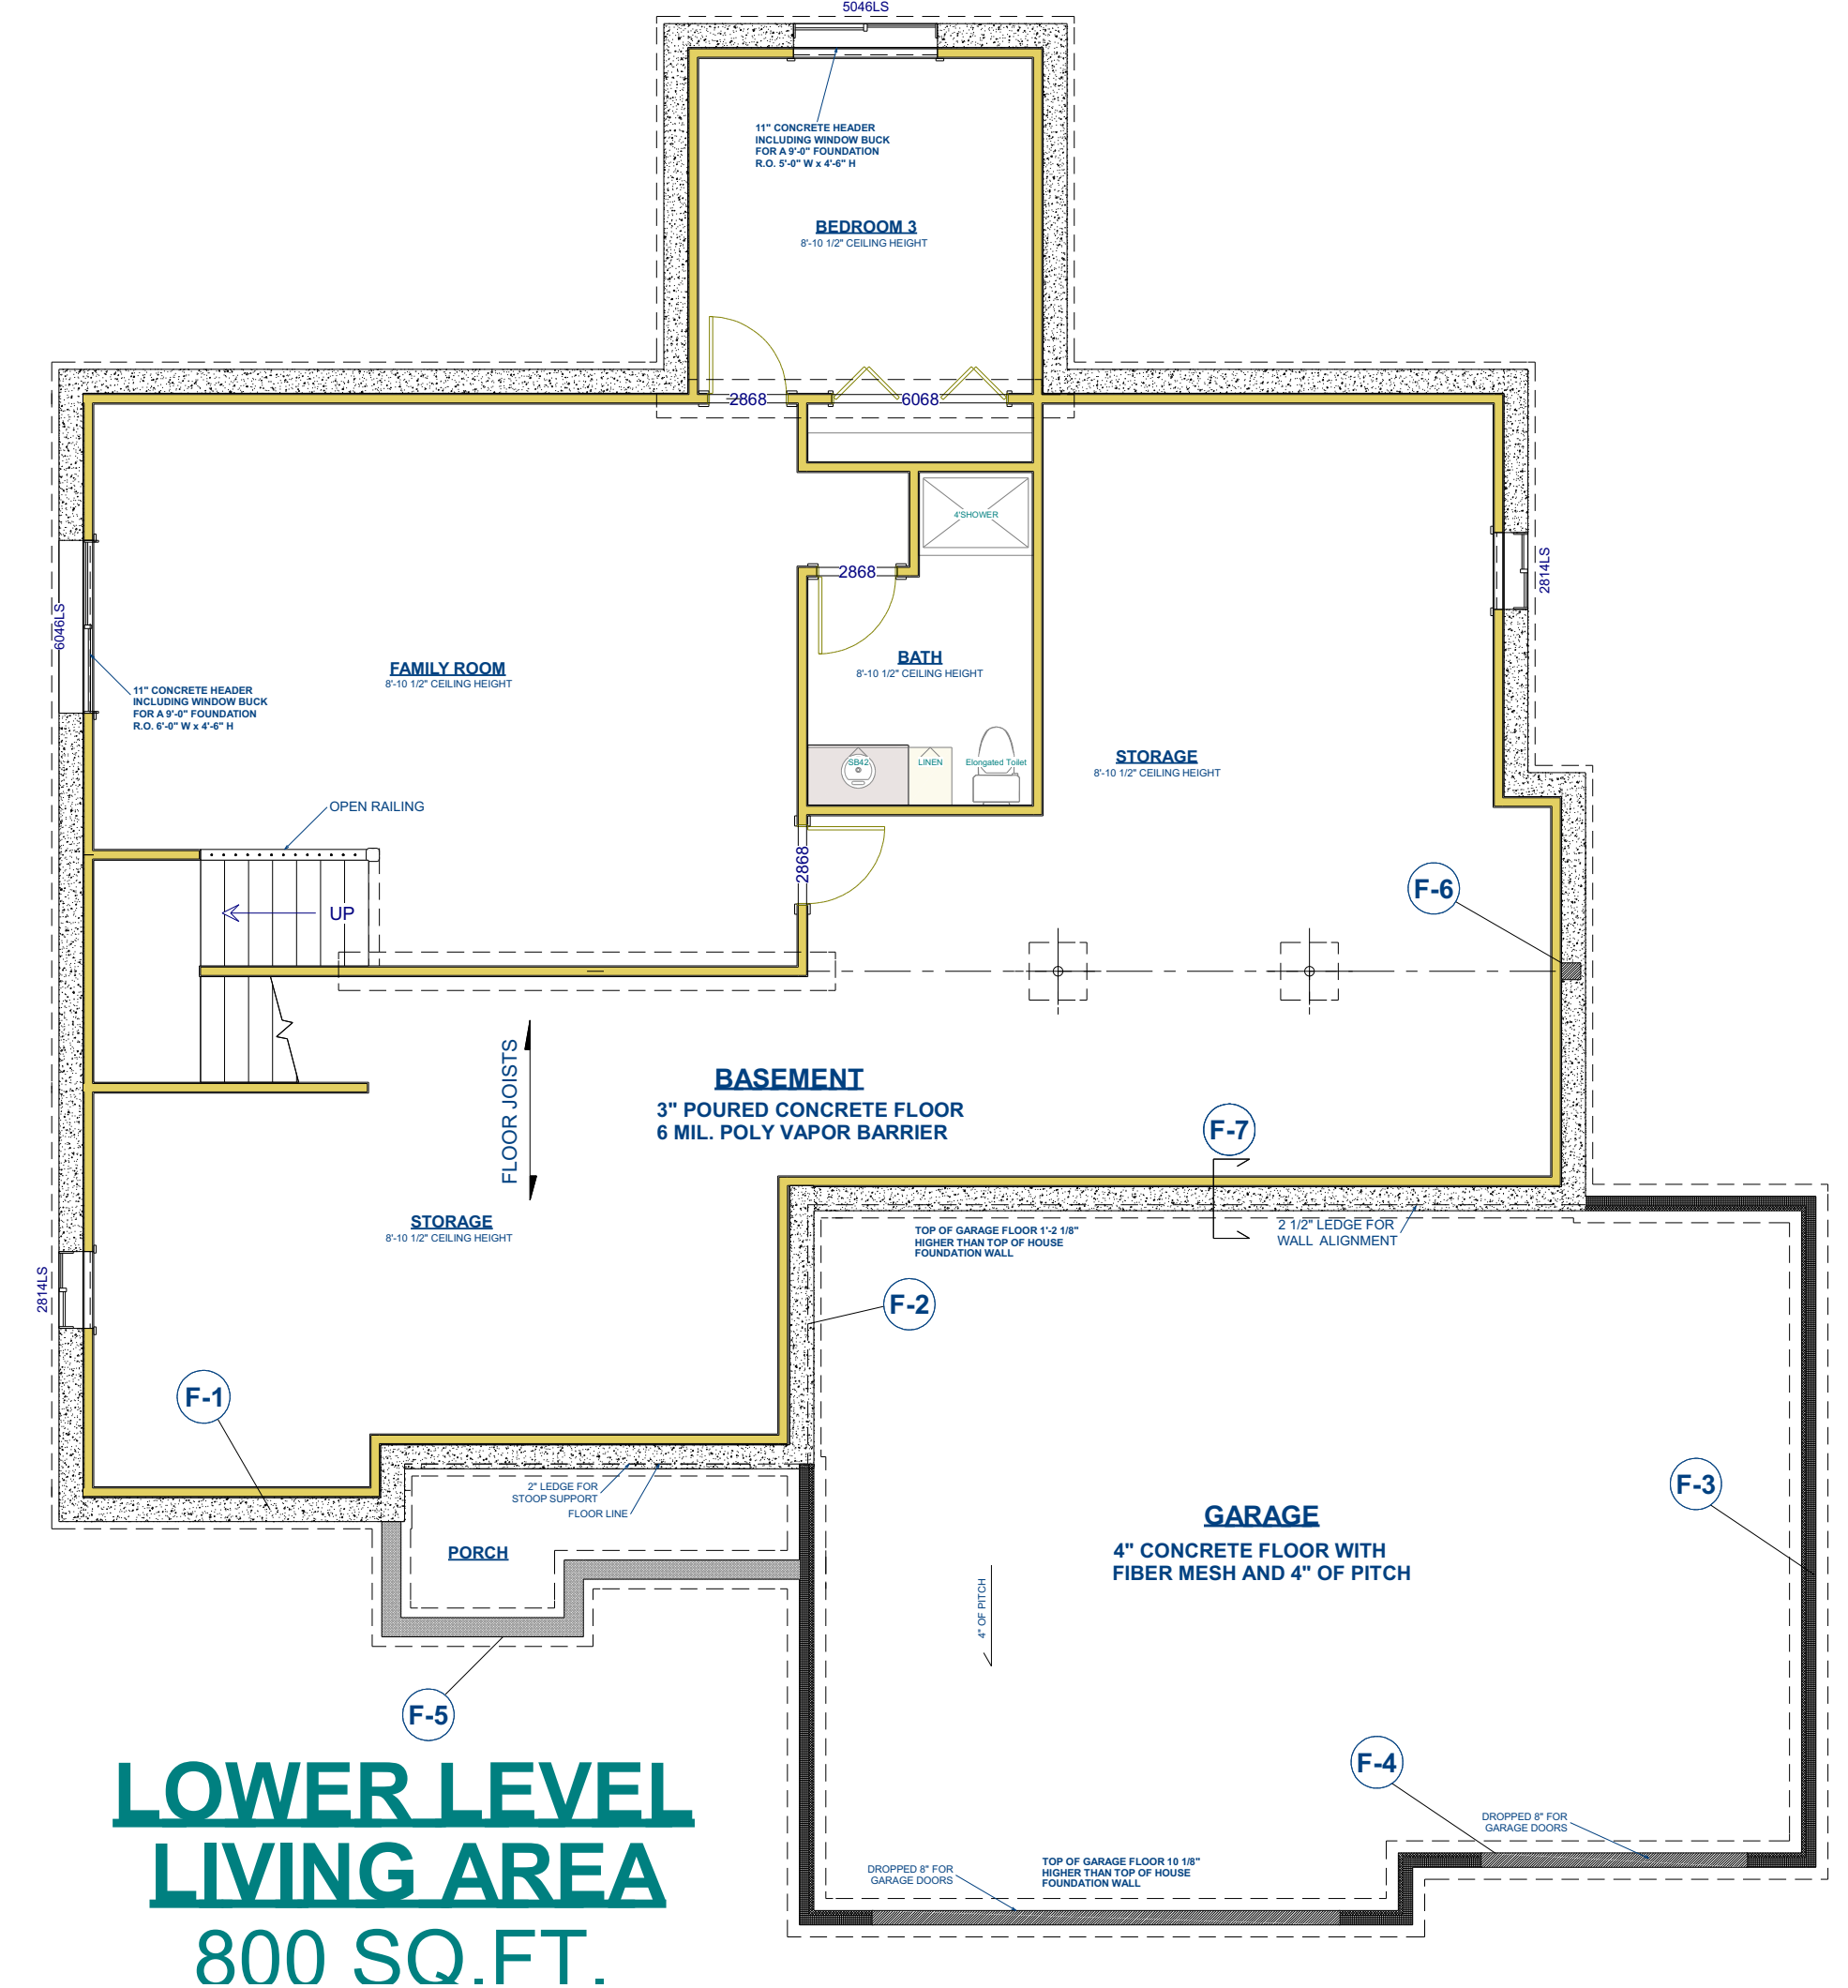 5046LS
11" CONCRETE HEADER
INCLUDING WINDOW BUCK
FOR A 9'-0" FOUNDATION
R.O. 5'-0" W x 4'-6" H
BEDROOM 3
8'-10 1/2" CEILING HEIGHT
2868
6068
4'SHOWER
2868
2814LS
6046LS
FAMILY ROOM
8'-10 1/2" CEILING HEIGHT
BATH
8'-10 1/2" CEILING HEIGHT
11" CONCRETE HEADER
INCLUDING WINDOW BUCK
FOR A 9'-0" FOUNDATION
R.O. 6'-0" W x 4'-6" H
SB42
LINEN
Elongated Toilet
STORAGE
8'-10 1/2" CEILING HEIGHT
OPEN RAILING
2868
F-6
UP
FLOOR JOISTS
BASEMENT
3" POURED CONCRETE FLOOR
6 MIL. POLY VAPOR BARRIER
F-7
STORAGE
8'-10 1/2" CEILING HEIGHT
TOP OF GARAGE FLOOR 1'-2 1/8"
HIGHER THAN TOP OF HOUSE
FOUNDATION WALL
2 1/2" LEDGE FOR
WALL ALIGNMENT
2814LS
F-2
F-1
2" LEDGE FOR
STOOP SUPPORT
FLOOR LINE
F-3
GARAGE
4" CONCRETE FLOOR WITH
FIBER MESH AND 4" OF PITCH
PORCH
4" OF PITCH
F-5
F-4
DROPPED 8" FOR
GARAGE DOORS
DROPPED 8" FOR
GARAGE DOORS
TOP OF GARAGE FLOOR 10 1/8"
HIGHER THAN TOP OF HOUSE
FOUNDATION WALL
LOWER LEVEL
LIVING AREA
800 SQ.FT.